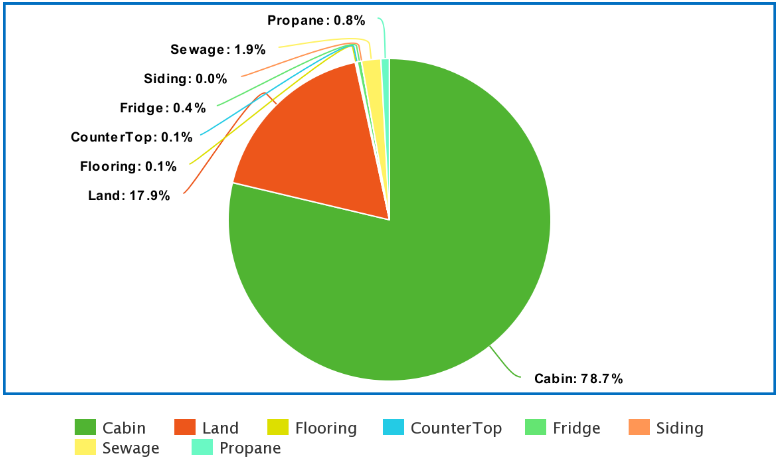 Propane: 0.8%
Sewage: 1.9%
Siding: 0.0%
Fridge: 0.4%
CounterTop: 0.1%
Flooring: 0.1%
Land: 17.9%
Cabin: 78.7%
Cabin Land Flooring CounterTop Fridge Siding
Sewage Propane